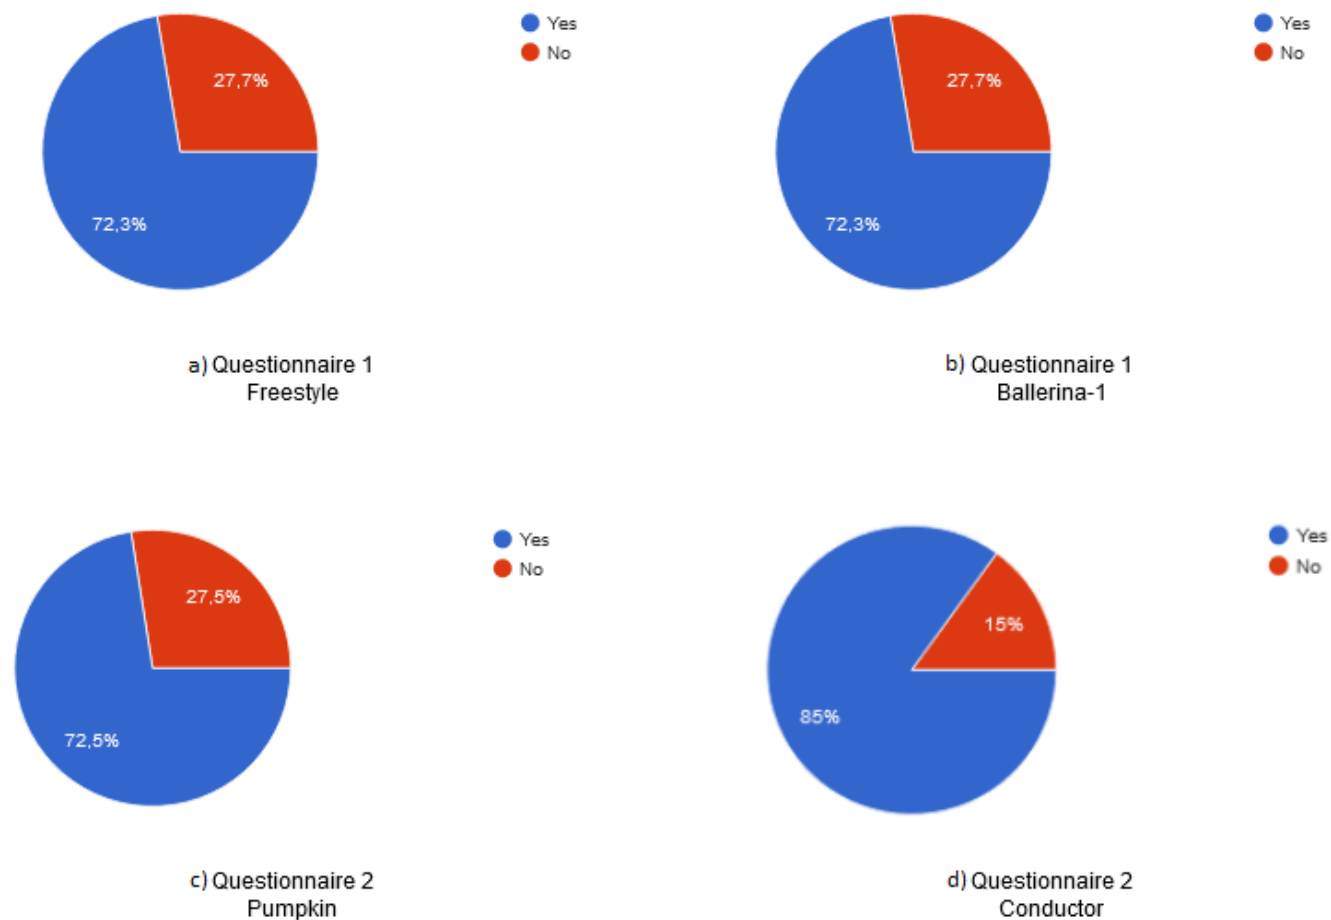 Yes
No
27,7%
72,3%
a) Questionnaire 1
Freestyle
Yes
No
27,7%
72,3%
b) Questionnaire 1
Ballerina-1
Yes
No
27,5%
72,5%
c) Questionnaire 2
Pumpkin
Yes
No
15%
85%
d) Questionnaire 2
Conductor